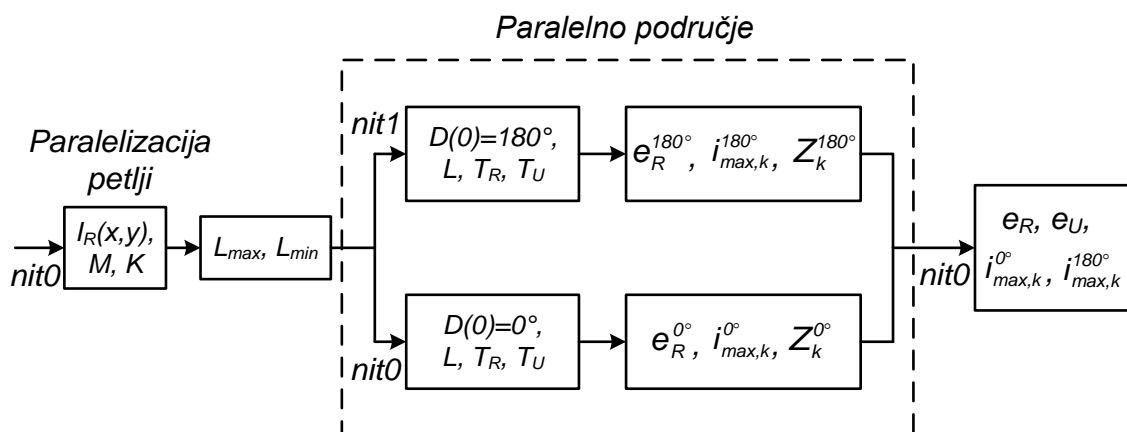 Paralelno područje
Paralelizacija
petlji
nit0
I_R(x,y),
M, K
L_max, L_min
nit1
D(0)=180°,
L, T_R, T_U
e_R^180°, i_max,k^180°, Z_k^180°
nit0
D(0)=0°,
L, T_R, T_U
e_R^0°, i_max,k^0°, Z_k^0°
nit0
e_R, e_U,
i_max,k^0°, i_max,k^180°